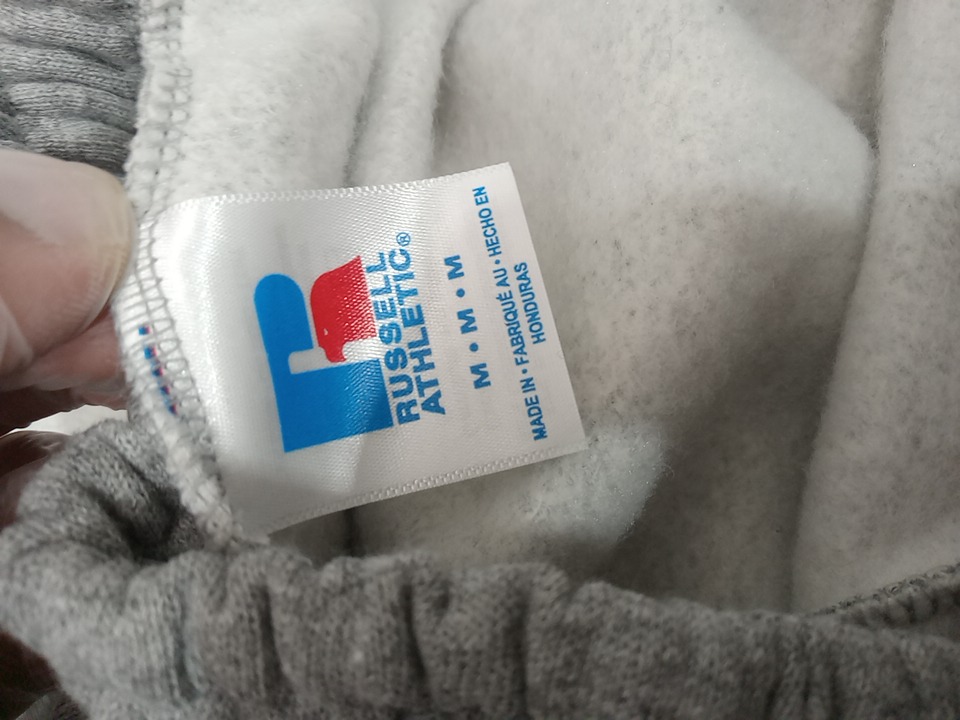 RUSSELL
ATHLETIC®
M • M • M
MADE IN • FABRIQUÉ AU • HECHO EN
HONDURAS